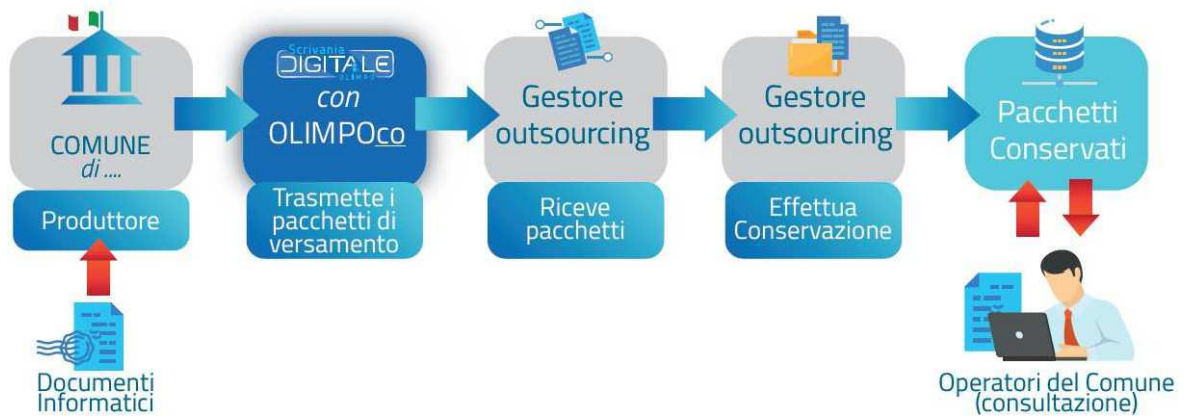 COMUNE
di ....
Produttore
Documenti
Informatici
Scrivania
DIGITALE
OLIMPO
con
OLIMPOco
Trasmette i
pacchetti di
versamento
Gestore
outsourcing
Riceve
pacchetti
Gestore
outsourcing
Effettua
Conservazione
Pacchetti
Conservati
Operatori del Comune
(consultazione)